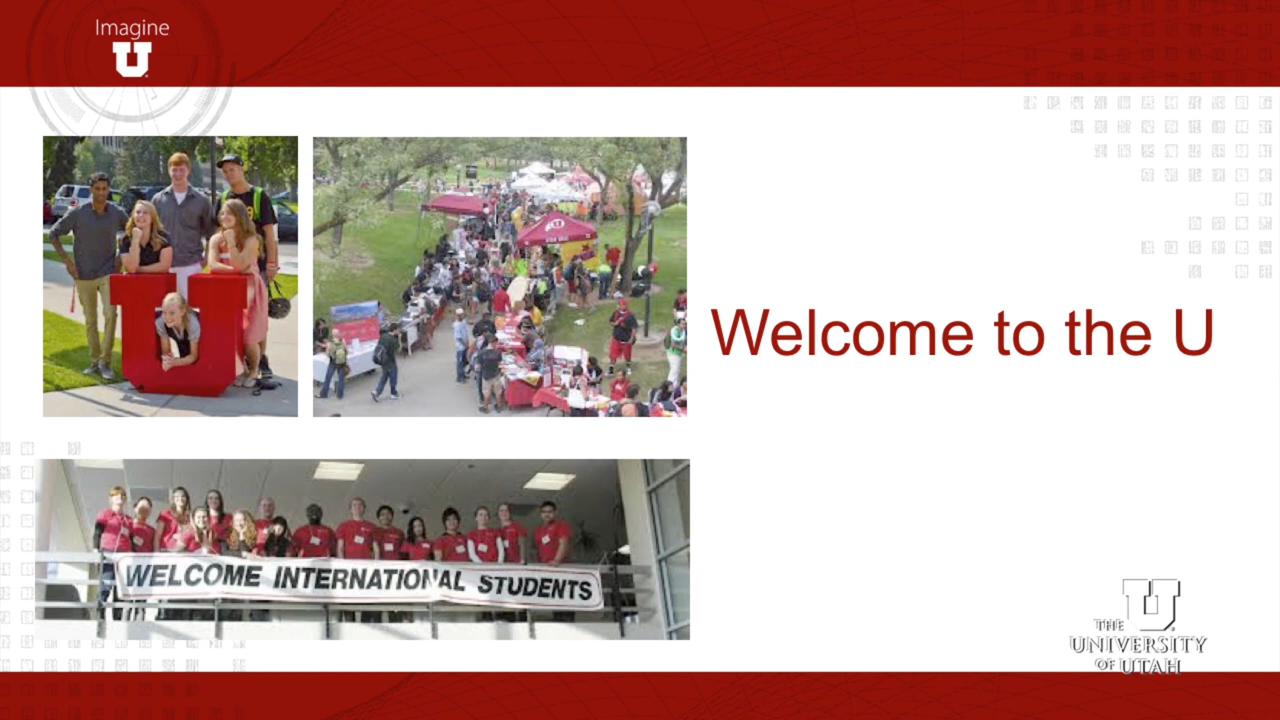 Imagine
U
Welcome to the U
WELCOME INTERNATIONAL STUDENTS
U
THE
UNIVERSITY
OF UTAH